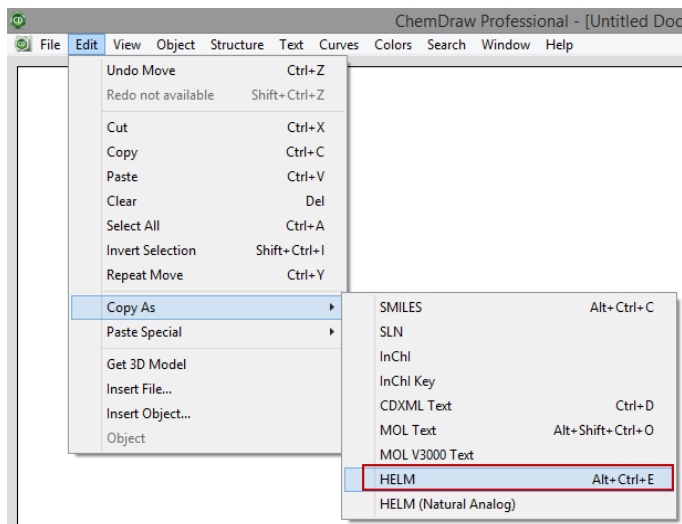 ChemDraw Professional - [Untitled Doc
File Edit View Object Structure Text Curves Colors Search Window Help
Undo Move Ctrl+Z
Redo not available Shift+Ctrl+Z
Cut Ctrl+X
Copy Ctrl+C
Paste Ctrl+V
Clear Del
Select All Ctrl+A
Invert Selection Shift+Ctrl+I
Repeat Move Ctrl+Y
Copy As
Paste Special
Get 3D Model
Insert File...
Insert Object...
Object
SMILES Alt+Ctrl+C
SLN
InChI
InChI Key
CDXML Text Ctrl+D
MOL Text Alt+Shift+Ctrl+O
MOL V3000 Text
HELM Alt+Ctrl+E
HELM (Natural Analog)